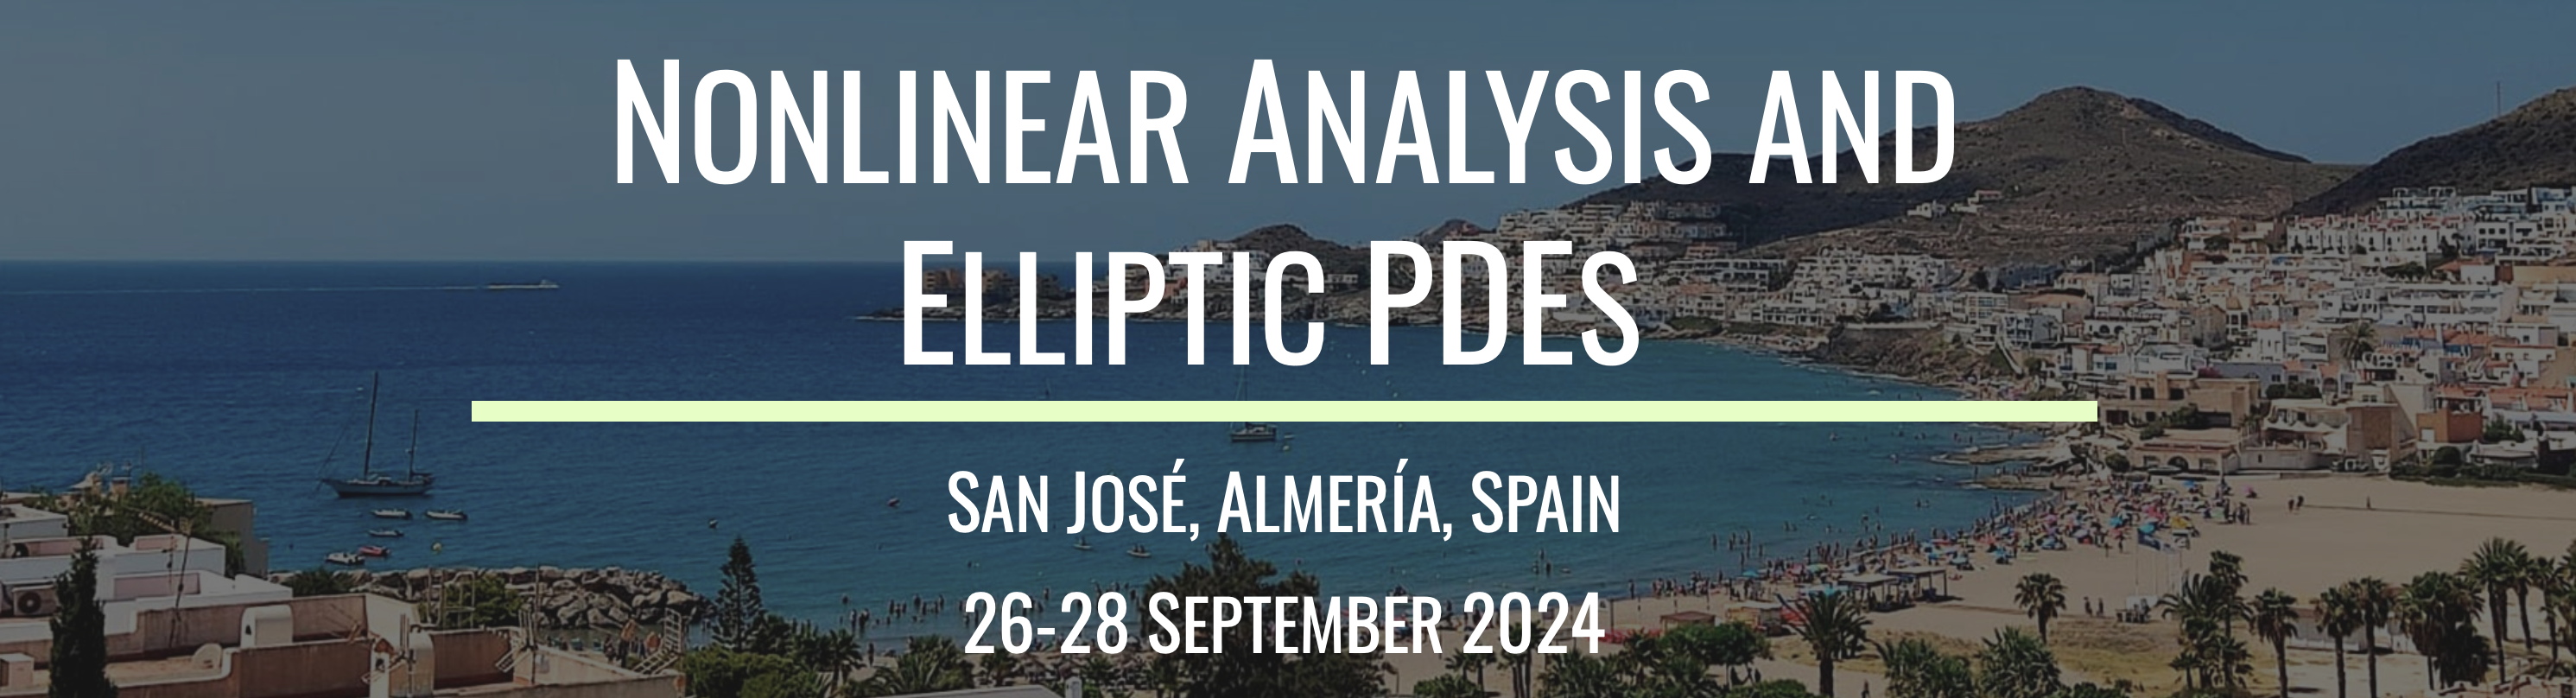 Nonlinear Analysis and
Elliptic PDEs
San José, Almería, Spain
26-28 September 2024